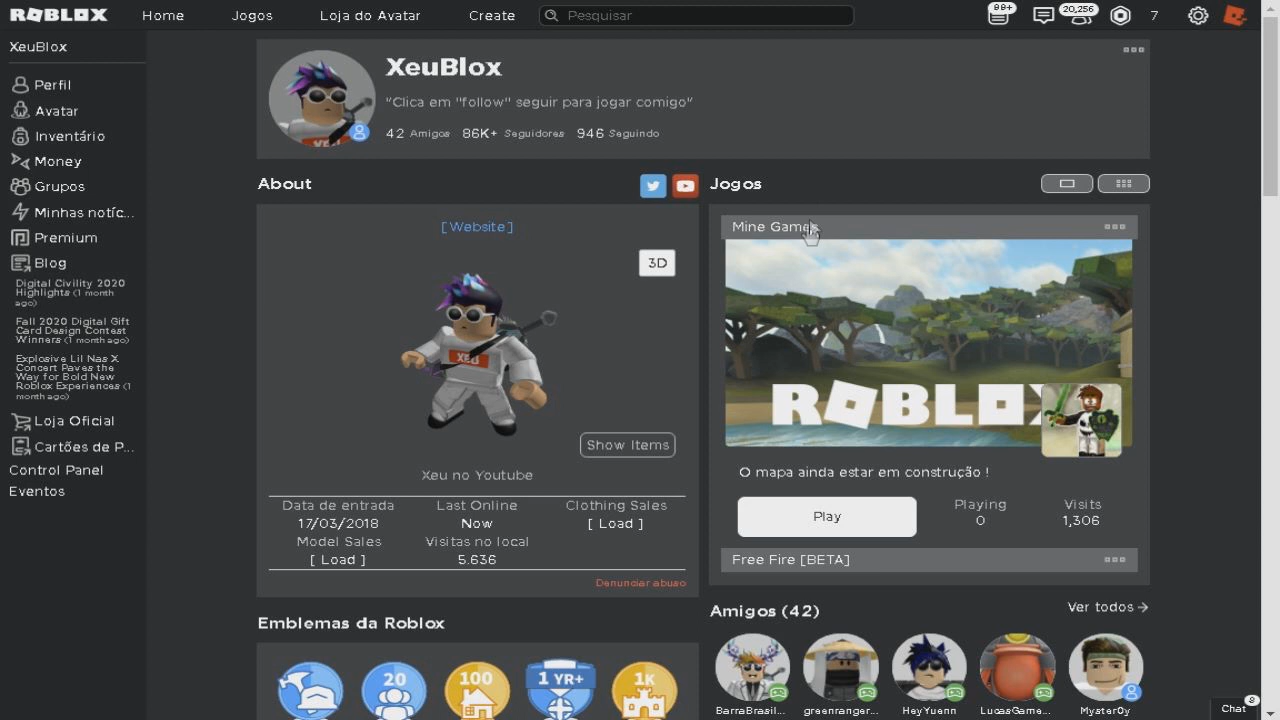 ROBLOX Home Jogos Loja do Avatar Create Pesquisar 99+ 20,256 7
XeuBlox
Perfil
Avatar
Inventário
Money
Grupos
Minhas notíc...
Premium
Blog
Digital Civility 2020
Highlights (1 month
ago)
Fall 2020 Digital Gift
Card Design Contest
Winners (1 month ago)
Explosive Lil Nas X
Concert Paves the
Way for Bold New
Roblox Experiences (1
month ago)
Loja Oficial
Cartões de P...
Control Panel
Eventos
XeuBlox
"Clica em "follow" seguir para jogar comigo"
42 Amigos 86K+ Seguidores 946 Seguindo
About
[ Website ]
3D
XEU
Show Items
Xeu no Youtube
Data de entrada Last Online Clothing Sales
17/03/2018 Now [ Load ]
Model Sales Visitas no local
[ Load ] 5.636
Denunciar abuso
Emblemas da Roblox
20 100 1 YR+ 1K
Jogos
Mine Games
ROBLOX
O mapa ainda estar em construção !
Play
Playing Visits
0 1,306
Free Fire [BETA]
Amigos (42) Ver todos →
BarraBrasil... greenranger... HeyYuenn LucasGame... Myster0y
Chat 8